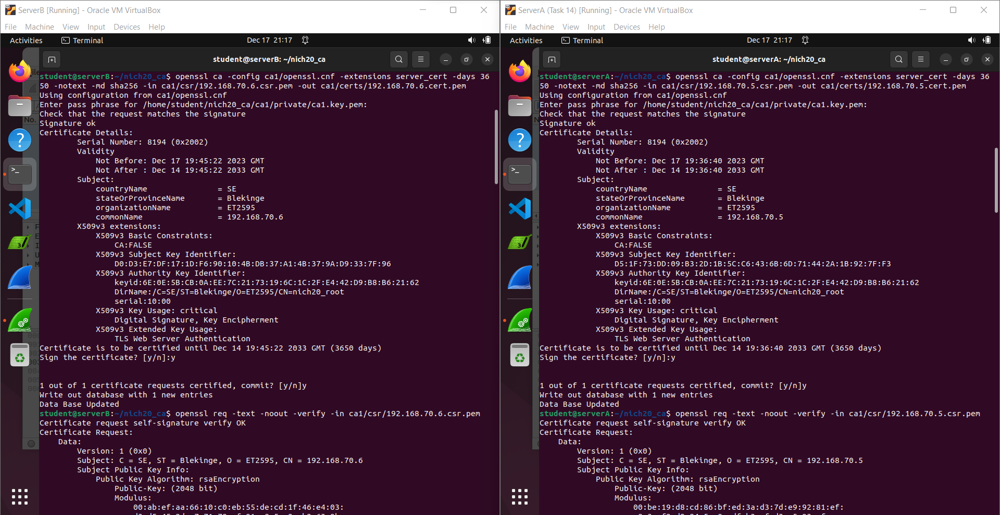 ServerB [Running] - Oracle VM VirtualBox
File Machine View Input Devices Help
Activities Terminal Dec 17 21:17
student@serverB: ~/nich20_ca
student@serverB:~/nich20_ca$ openssl ca -config ca1/openssl.cnf -extensions server_cert -days 36
50 -notext -md sha256 -in ca1/csr/192.168.70.6.csr.pem -out ca1/certs/192.168.70.6.cert.pem
Using configuration from ca1/openssl.cnf
Enter pass phrase for /home/student/nich20_ca/ca1/private/ca1.key.pem:
Check that the request matches the signature
Signature ok
Certificate Details:
Serial Number: 8194 (0x2002)
Validity
Not Before: Dec 17 19:45:22 2023 GMT
Not After : Dec 14 19:45:22 2033 GMT
Subject:
countryName = SE
stateOrProvinceName = Blekinge
organizationName = ET2595
commonName = 192.168.70.6
X509v3 extensions:
X509v3 Basic Constraints:
CA:FALSE
X509v3 Subject Key Identifier:
D0:D3:E7:DF:17:1D:F6:90:10:4B:DB:37:A1:4B:37:9A:D9:33:7F:96
X509v3 Authority Key Identifier:
keyid:6E:0E:5B:CB:0A:EE:7C:21:73:19:6C:1C:2F:E4:42:D9:B8:B6:21:62
DirName:/C=SE/ST=Blekinge/O=ET2595/CN=nich20_root
serial:10:00
X509v3 Key Usage: critical
Digital Signature, Key Encipherment
X509v3 Extended Key Usage:
TLS Web Server Authentication
Certificate is to be certified until Dec 14 19:45:22 2033 GMT (3650 days)
Sign the certificate? [y/n]:y
1 out of 1 certificate requests certified, commit? [y/n]y
Write out database with 1 new entries
Data Base Updated
student@serverB:~/nich20_ca$ openssl req -text -noout -verify -in ca1/csr/192.168.70.6.csr.pem
Certificate request self-signature verify OK
Certificate Request:
Data:
Version: 1 (0x0)
Subject: C = SE, ST = Blekinge, O = ET2595, CN = 192.168.70.6
Subject Public Key Info:
Public Key Algorithm: rsaEncryption
Public-Key: (2048 bit)
Modulus:
00:ab:ef:aa:66:10:c0:eb:55:de:cd:1f:46:e4:03:
ServerA (Task 14) [Running] - Oracle VM VirtualBox
File Machine View Input Devices Help
Activities Terminal Dec 17 21:17
student@serverA: ~/nich20_ca
student@serverA:~/nich20_ca$ openssl ca -config ca1/openssl.cnf -extensions server_cert -days 36
50 -notext -md sha256 -in ca1/csr/192.168.70.5.csr.pem -out ca1/certs/192.168.70.5.cert.pem
Using configuration from ca1/openssl.cnf
Enter pass phrase for /home/student/nich20_ca/ca1/private/ca1.key.pem:
Check that the request matches the signature
Signature ok
Certificate Details:
Serial Number: 8194 (0x2002)
Validity
Not Before: Dec 17 19:36:40 2023 GMT
Not After : Dec 14 19:36:40 2033 GMT
Subject:
countryName = SE
stateOrProvinceName = Blekinge
organizationName = ET2595
commonName = 192.168.70.5
X509v3 extensions:
X509v3 Basic Constraints:
CA:FALSE
X509v3 Subject Key Identifier:
D5:1F:73:DD:09:B3:2D:1B:5C:C6:43:6B:6D:71:44:2A:1B:92:7F:F3
X509v3 Authority Key Identifier:
keyid:6E:0E:5B:CB:0A:EE:7C:21:73:19:6C:1C:2F:E4:42:D9:B8:B6:21:62
DirName:/C=SE/ST=Blekinge/O=ET2595/CN=nich20_root
serial:10:00
X509v3 Key Usage: critical
Digital Signature, Key Encipherment
X509v3 Extended Key Usage:
TLS Web Server Authentication
Certificate is to be certified until Dec 14 19:36:40 2033 GMT (3650 days)
Sign the certificate? [y/n]:y
1 out of 1 certificate requests certified, commit? [y/n]y
Write out database with 1 new entries
Data Base Updated
student@serverA:~/nich20_ca$ openssl req -text -noout -verify -in ca1/csr/192.168.70.5.csr.pem
Certificate request self-signature verify OK
Certificate Request:
Data:
Version: 1 (0x0)
Subject: C = SE, ST = Blekinge, O = ET2595, CN = 192.168.70.5
Subject Public Key Info:
Public Key Algorithm: rsaEncryption
Public-Key: (2048 bit)
Modulus:
00:be:19:d8:cd:86:bf:ed:3a:d3:7d:e9:92:81:ef: